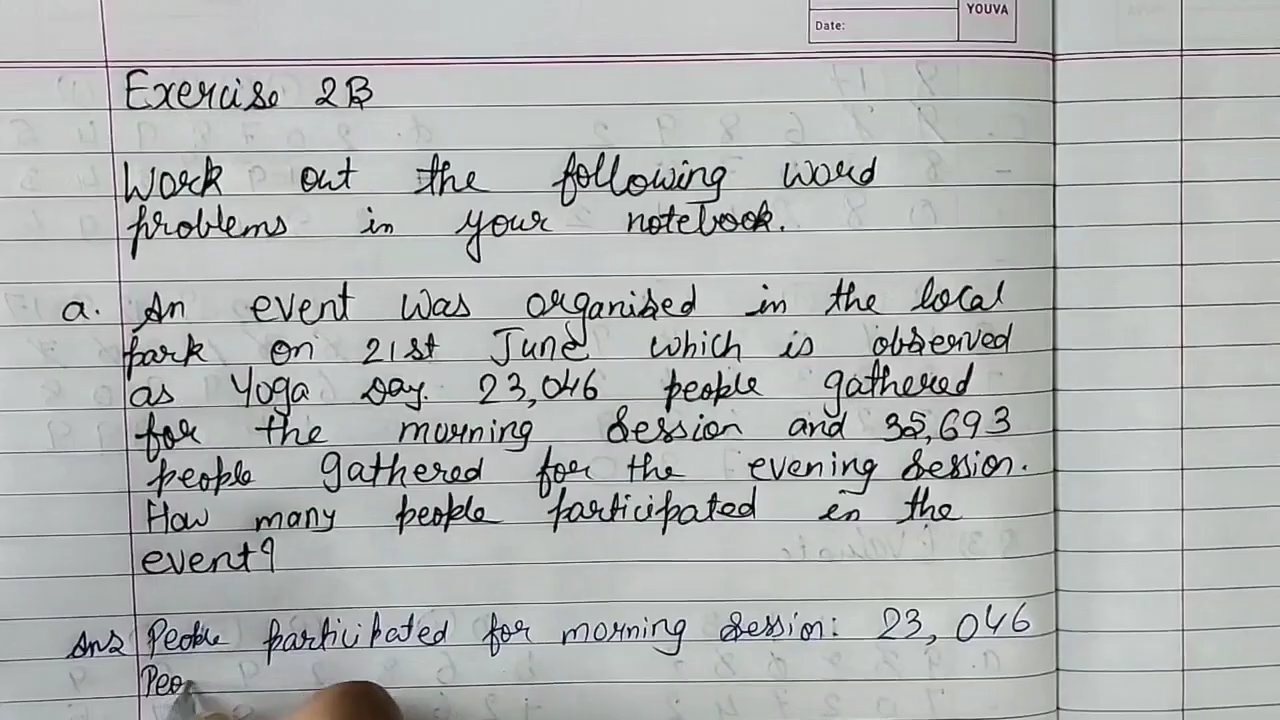 YOUVA
Date:
Exercise 2B
Work out the following word
problems in your notebook.
a. An event was organised in the local
park on 21st June which is observed
as Yoga Day. 23,046 people gathered
for the morning session and 35,693
people gathered for the evening session.
How many people participated in the
event?
Ans People participated for morning session: 23, 046
Peo